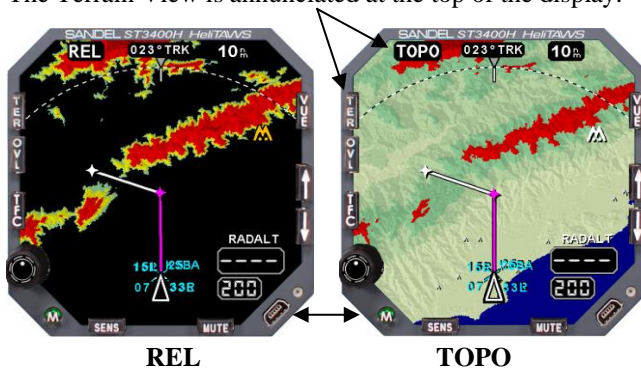 The Terrain View is annunciated at the top of the display.
SANDEL ST3400H HeliTAWS
REL 023° TRK 10nm
TER
OVL
TFC
VUE
RADALT
----
200
M
SENS
MUTE
SANDEL ST3400H HeliTAWS
TOPO 023° TRK 10nm
TER
OVL
TFC
VUE
RADALT
----
200
M
SENS
MUTE
REL TOPO